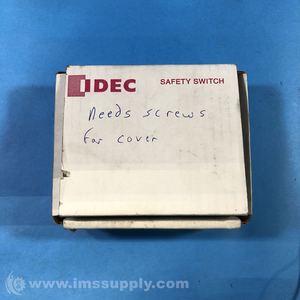 IDEC
SAFETY SWITCH
Needs screws
for cover
© www.imssupply.com